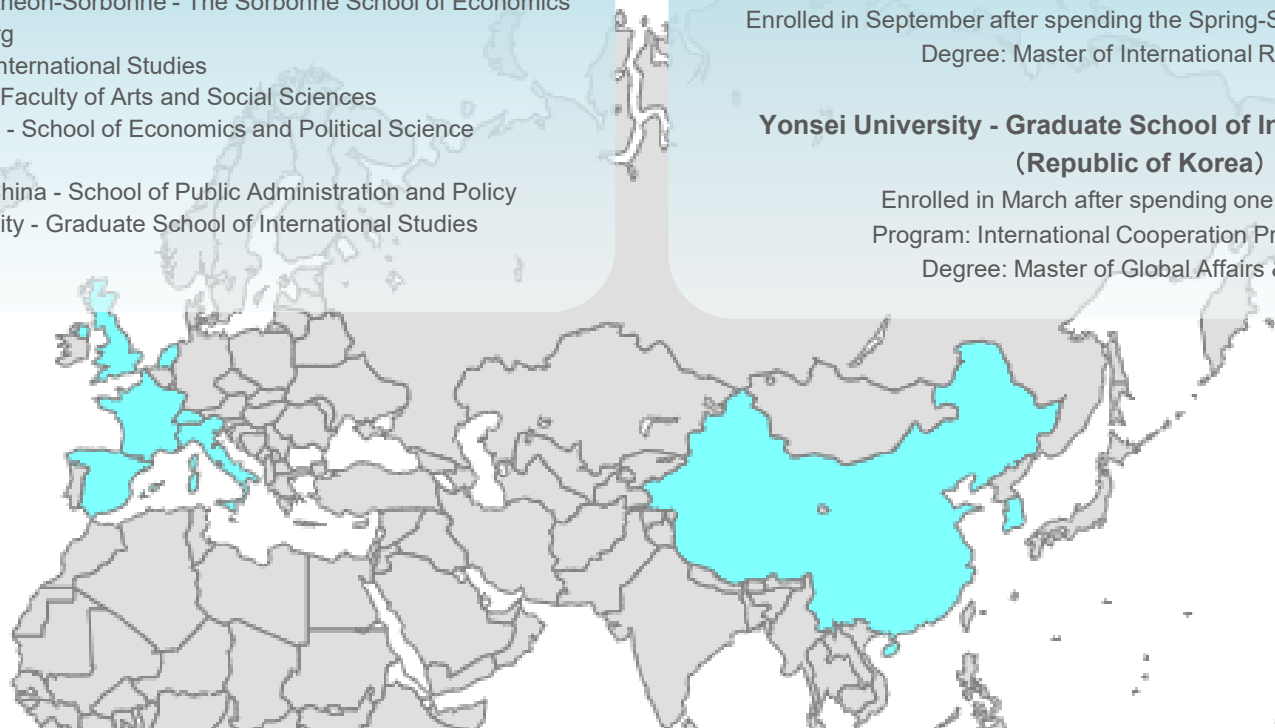 theon-Sorbonne - The Sorbonne School of Economics
rg
nternational Studies
Faculty of Arts and Social Sciences
- School of Economics and Political Science
hina - School of Public Administration and Policy
ity - Graduate School of International Studies
Enrolled in September after spending the Spring-S
Degree: Master of International R
Yonsei University - Graduate School of In
（Republic of Korea）
Enrolled in March after spending one
Program: International Cooperation Pr
Degree: Master of Global Affairs &